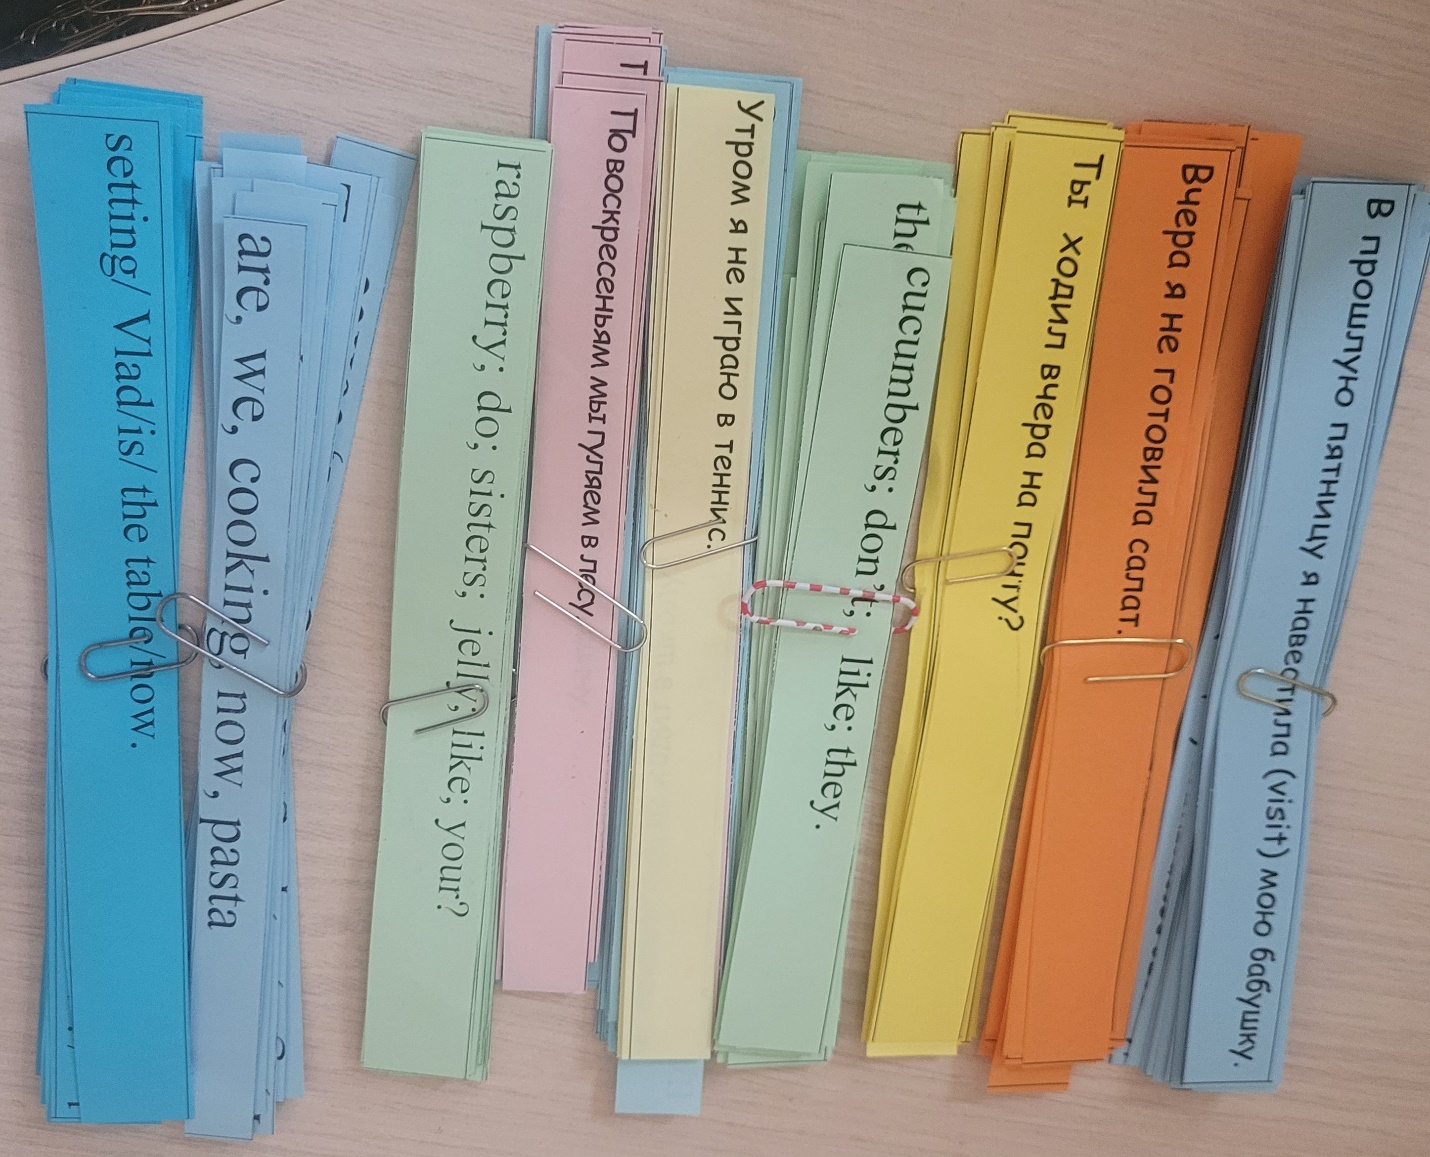 setting/ Vlad/is/ the table/now.
are, we, cooking, now, pasta
raspberry; do; sisters; jelly; like; your?
По воскресеньям мы гуляем в лесу
Утром я не играю в теннис.
cucumbers; don't; like; they.
Ты ходил вчера на почту?
Вчера я не готовила салат.
В прошлую пятницу я навестила (visit) мою бабушку.